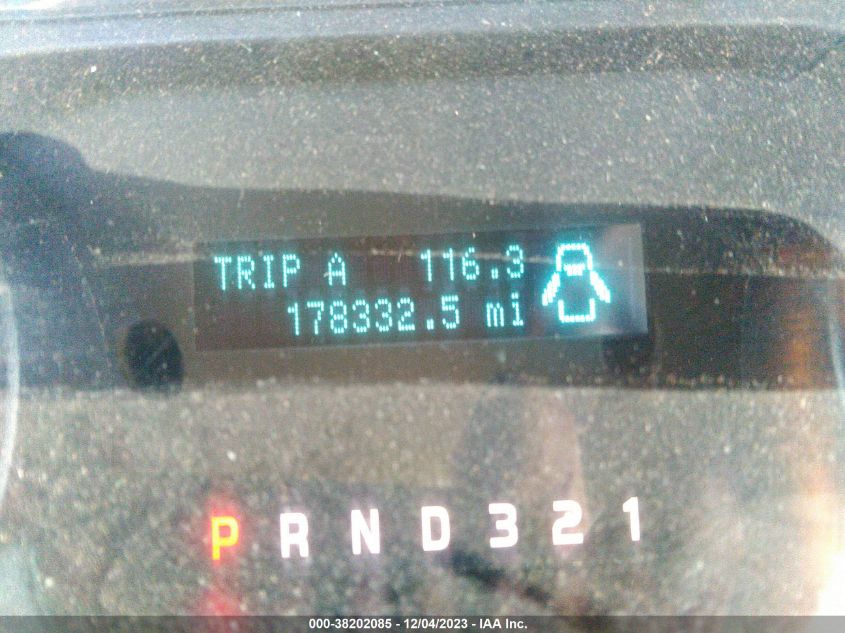 TRIP A 116.3
178332.5 mi
P R N D 3 2 1
000-38202085 - 12/04/2023 - IAA Inc.